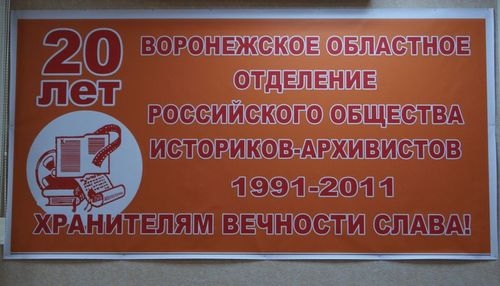 20
лет
ВОРОНЕЖСКОЕ ОБЛАСТНОЕ
ОТДЕЛЕНИЕ
РОССИЙСКОГО ОБЩЕСТВА
ИСТОРИКОВ-АРХИВИСТОВ
1991-2011
ХРАНИТЕЛЯМ ВЕЧНОСТИ СЛАВА!